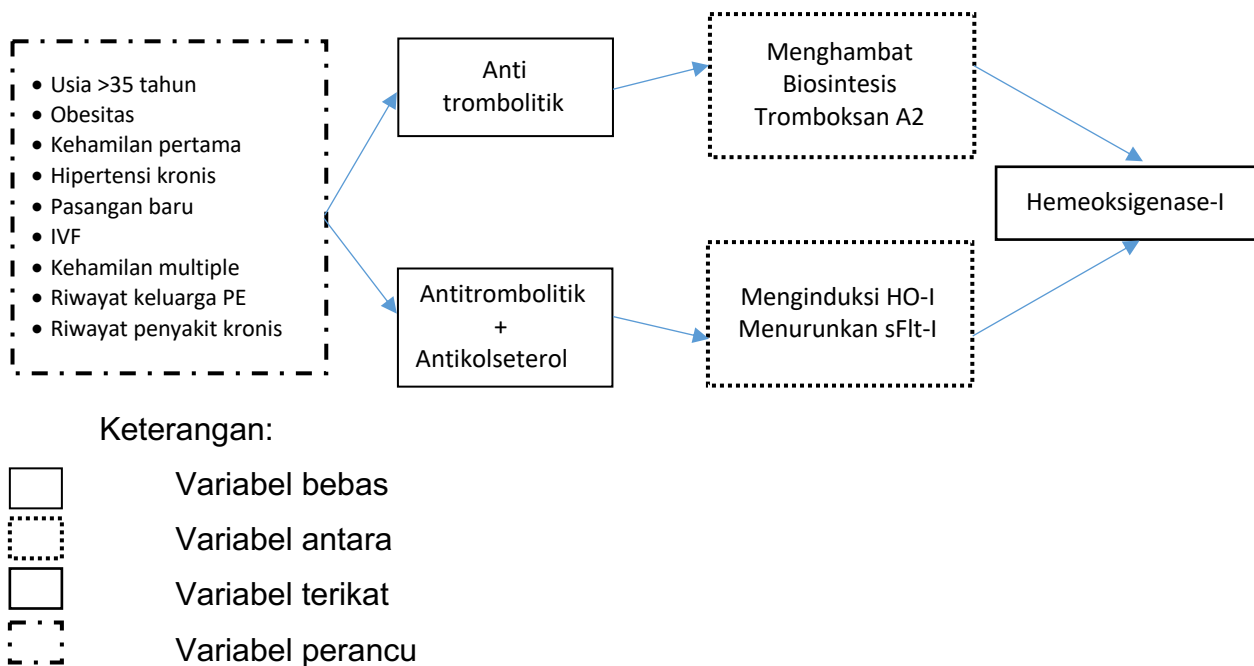 • Usia >35 tahun
• Obesitas
• Kehamilan pertama
• Hipertensi kronis
• Pasangan baru
• IVF
• Kehamilan multiple
• Riwayat keluarga PE
• Riwayat penyakit kronis
Anti
trombolitik
Antitrombolitik
+
Antikolseterol
Menghambat
Biosintesis
Tromboksan A2
Menginduksi HO-I
Menurunkan sFlt-I
Hemeoksigenase-I
Keterangan:
Variabel bebas
Variabel antara
Variabel terikat
Variabel perancu